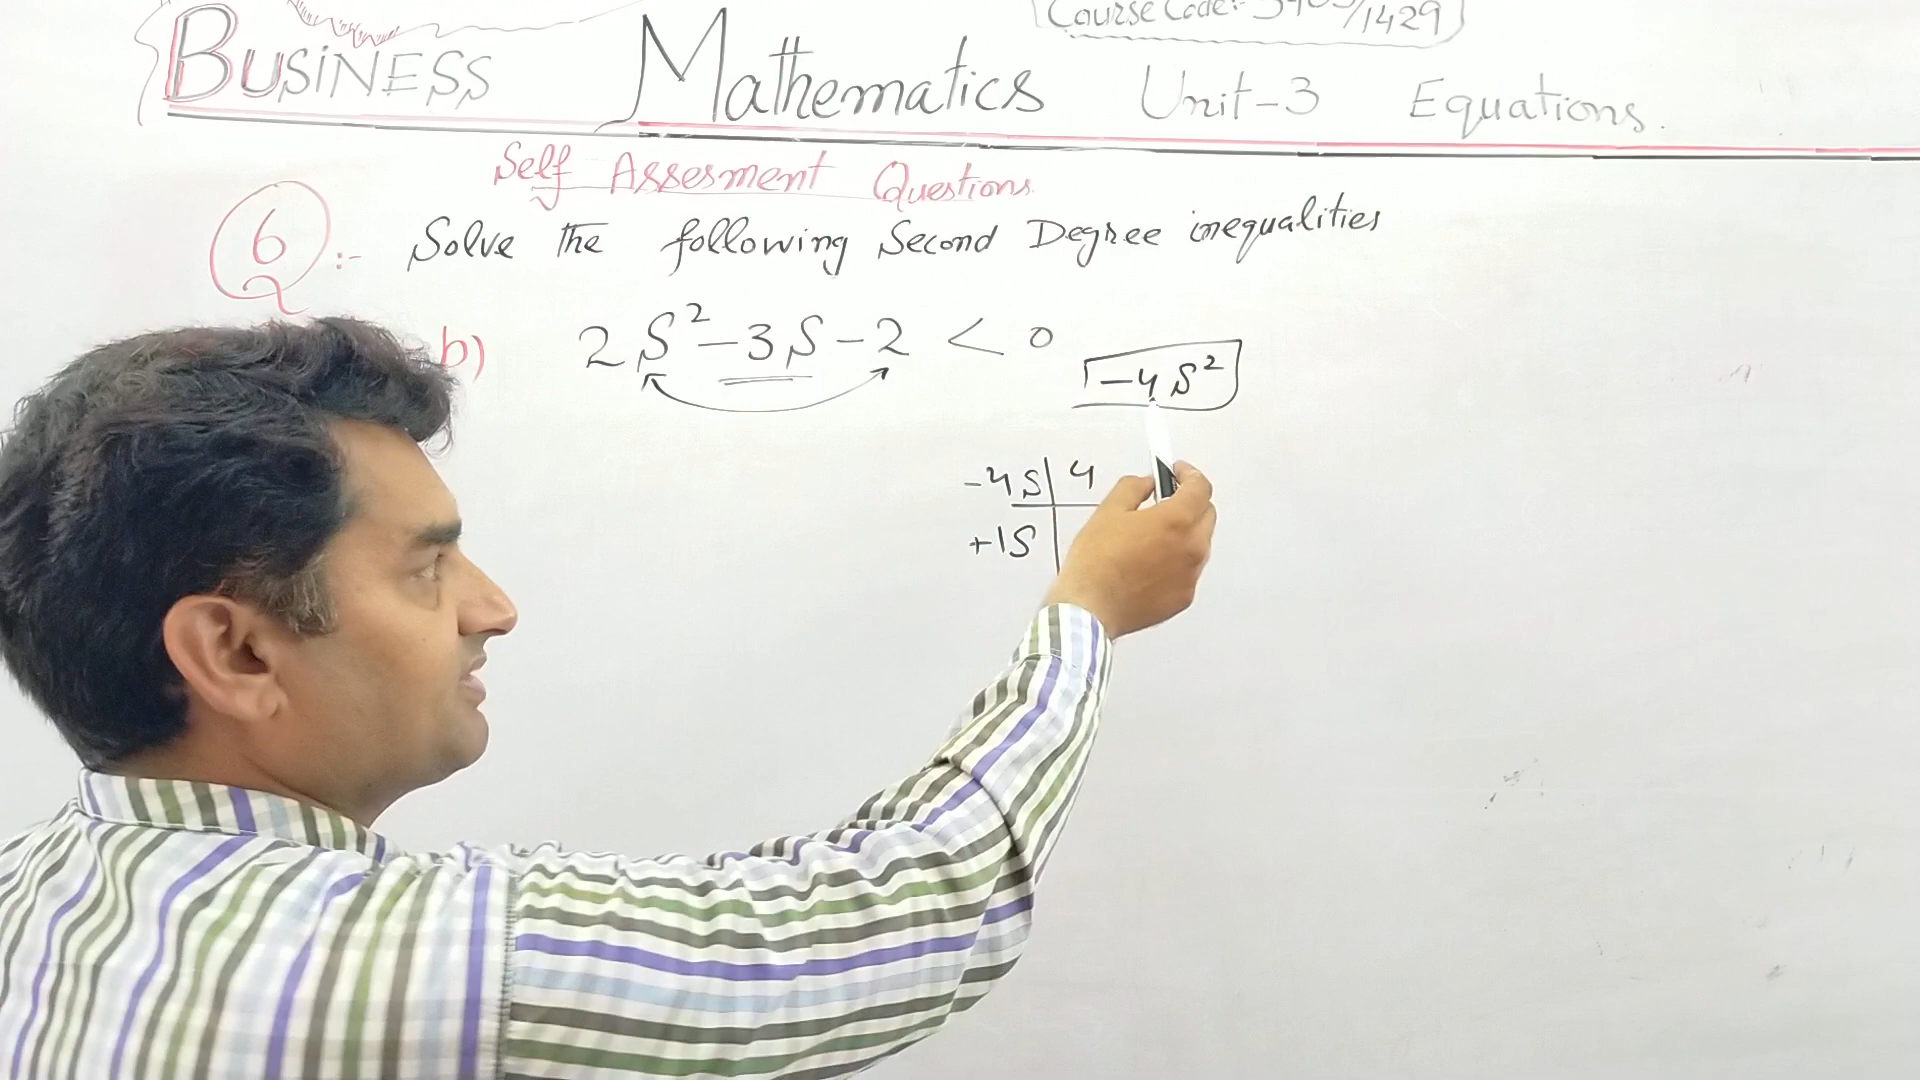 Course Code:- /1429
BUSINESS Mathematics Unit-3 Equations.
Self Assesment Questions
6 :- Solve the following Second Degree inequalities
Q
b) 2S² - 3S - 2 < 0
-4S²
-4S | 4
+1S